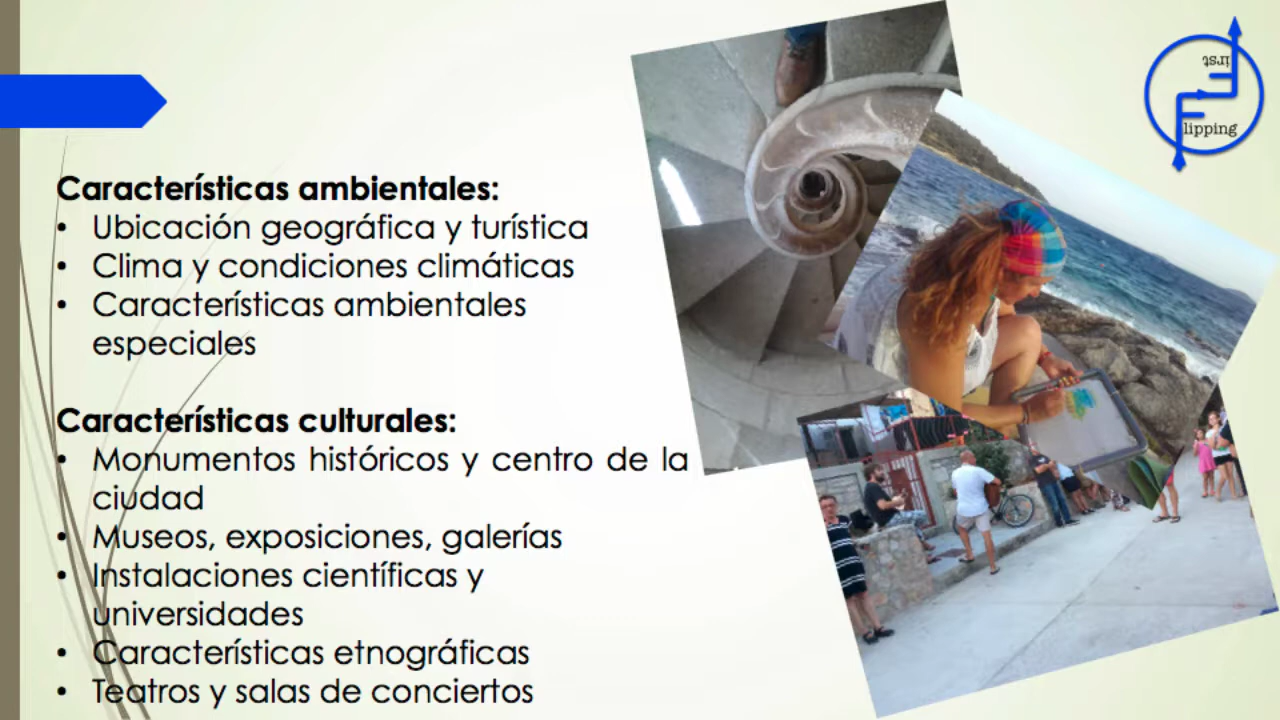 Características ambientales:
• Ubicación geográfica y turística
• Clima y condiciones climáticas
• Características ambientales
especiales
Características culturales:
• Monumentos históricos y centro de la
ciudad
• Museos, exposiciones, galerías
• Instalaciones científicas y
universidades
• Características etnográficas
• Teatros y salas de conciertos
irst
lipping